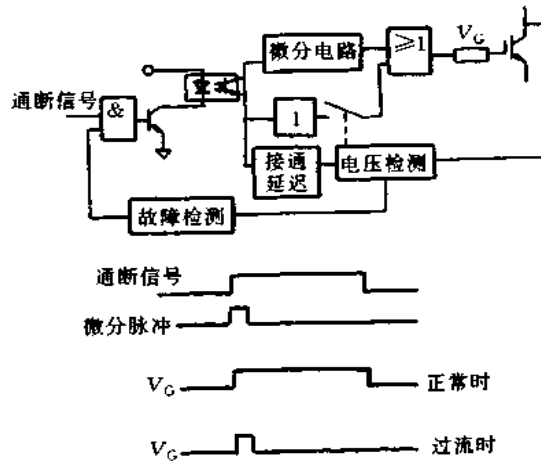 微分电路
≥1
V_G
通断信号
&
1
接通
延迟
电压检测
故障检测
通断信号
微分脉冲
V_G
正常时
V_G
过流时